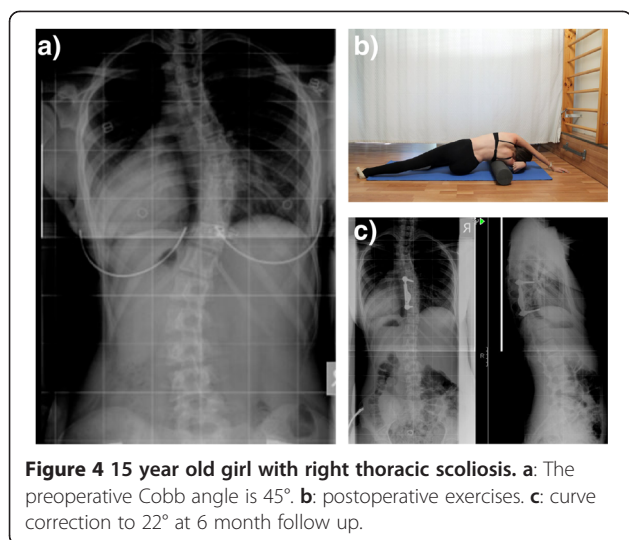 a)
b)
c)
R
R
Figure 4 15 year old girl with right thoracic scoliosis. a: The
preoperative Cobb angle is 45°. b: postoperative exercises. c: curve
correction to 22° at 6 month follow up.